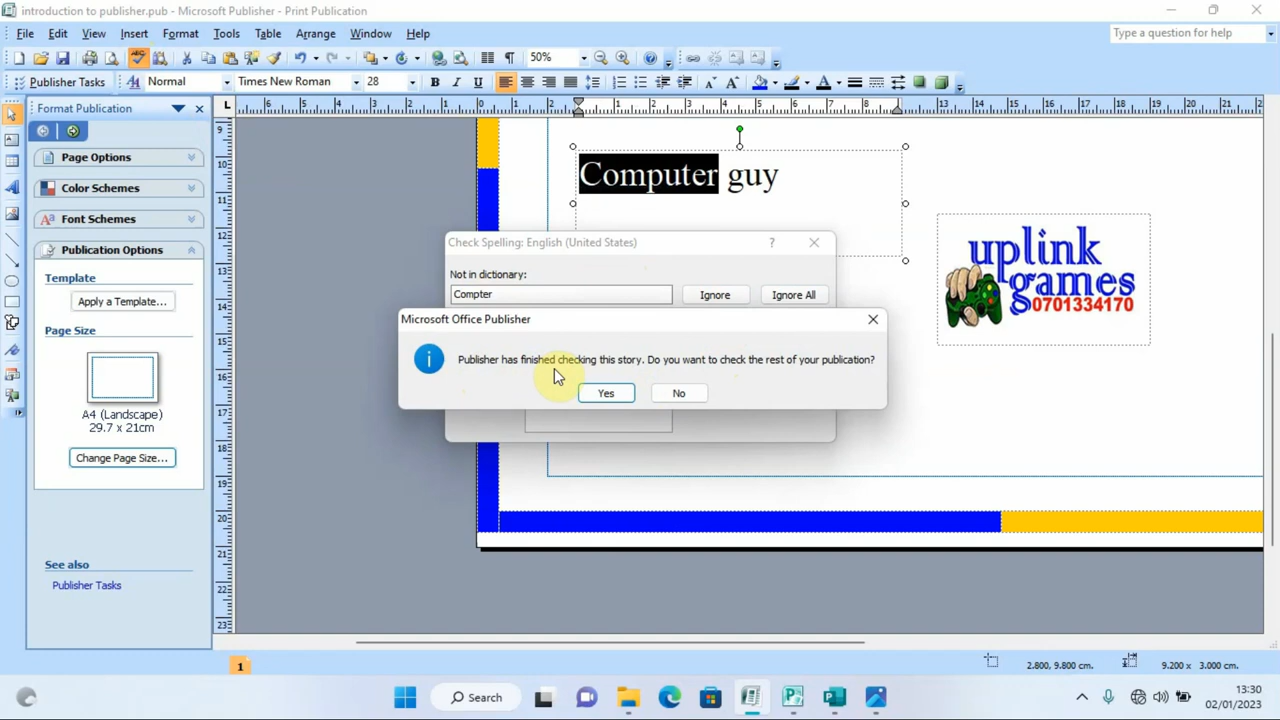 introduction to publisher.pub - Microsoft Publisher - Print Publication
File Edit View Insert Format Tools Arrange Table Window Help
Type a question for help
50%
Publisher Tasks Normal Times New Roman 28
Format Publication
Page Options
Color Schemes
Font Schemes
Publication Options
Template
Apply a Template...
Page Size
A4 (Landscape)
29.7 x 21cm
Change Page Size...
See also
Publisher Tasks
Computer guy
uplink
games
0701334170
Check Spelling: English (United States)
Not in dictionary:
Compter
Ignore Ignore All
Microsoft Office Publisher
Publisher has finished checking this story. Do you want to check the rest of your publication?
Yes No
1
2.800, 9.800 cm. 9.200 x 3.000 cm.
Search
13:30
02/01/2023